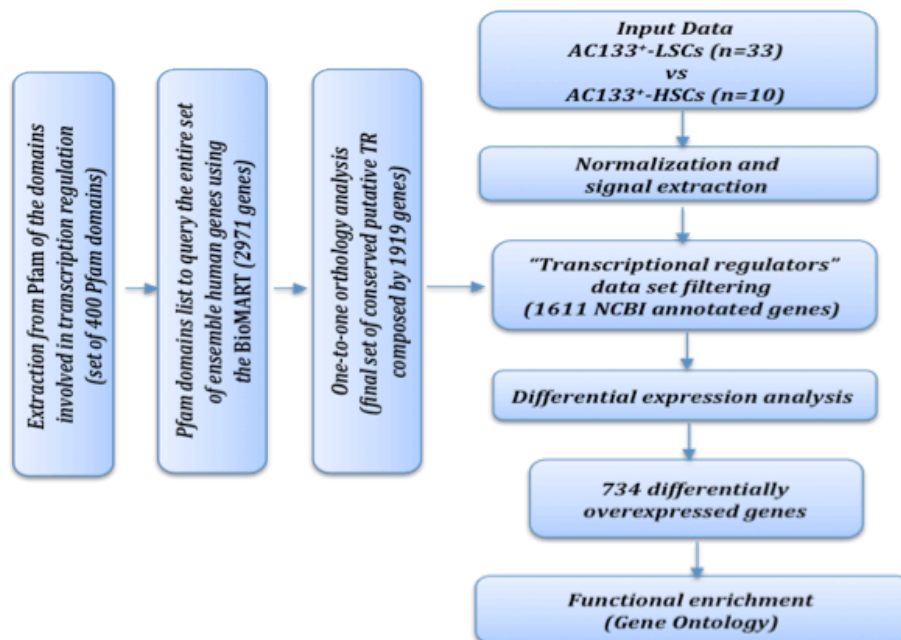 Extraction from Pfam of the domains
involved in transcription regulation
(set of 400 Pfam domains)
Pfam domains list to query the entire set
of ensemble human genes using
the BioMART (2971 genes)
One-to-one orthology analysis
(final set of conserved putative TR
composed by 1919 genes)
Input Data
AC133⁺-LSCs (n=33)
vs
AC133⁺-HSCs (n=10)
Normalization and
signal extraction
“Transcriptional regulators”
data set filtering
(1611 NCBI annotated genes)
Differential expression analysis
734 differentially
overexpressed genes
Functional enrichment
(Gene Ontology)